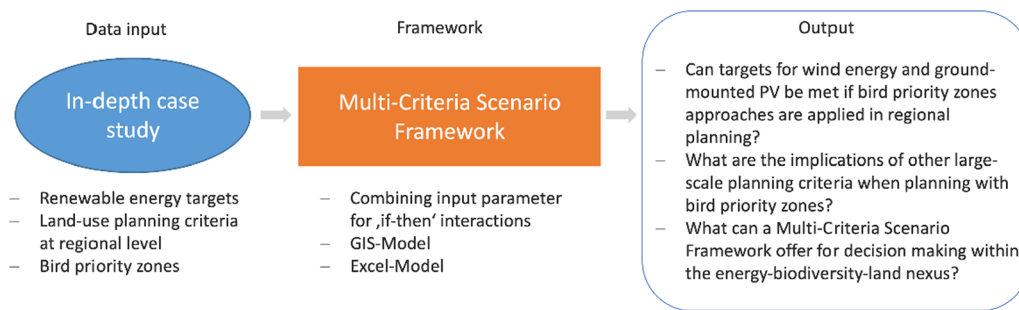 Data input
In-depth case
study
– Renewable energy targets
– Land-use planning criteria
at regional level
– Bird priority zones
Framework
Multi-Criteria Scenario
Framework
– Combining input parameter
for ‚if-then‘ interactions
– GIS-Model
– Excel-Model
Output
– Can targets for wind energy and ground-
mounted PV be met if bird priority zones
approaches are applied in regional
planning?
– What are the implications of other large-
scale planning criteria when planning with
bird priority zones?
– What can a Multi-Criteria Scenario
Framework offer for decision making within
the energy-biodiversity-land nexus?